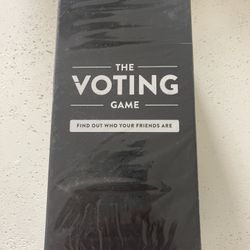 THE
VOTING
GAME
FIND OUT WHO YOUR FRIENDS ARE